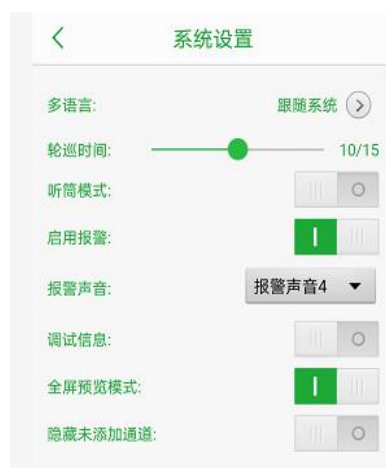 系统设置
多语言: 跟随系统
轮巡时间: 10/15
听筒模式:
启用报警:
报警声音: 报警声音4
调试信息:
全屏预览模式:
隐藏未添加通道: